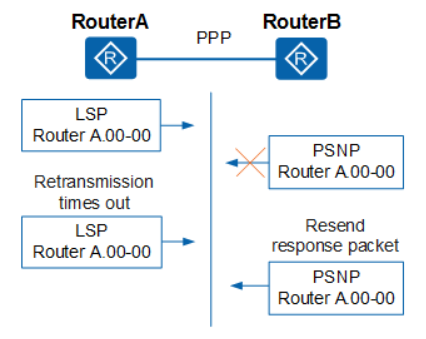 RouterA
RouterB
PPP
R
R
LSP
Router A.00-00
PSNP
Router A.00-00
Retransmission
times out
LSP
Router A.00-00
Resend
response packet
PSNP
Router A.00-00